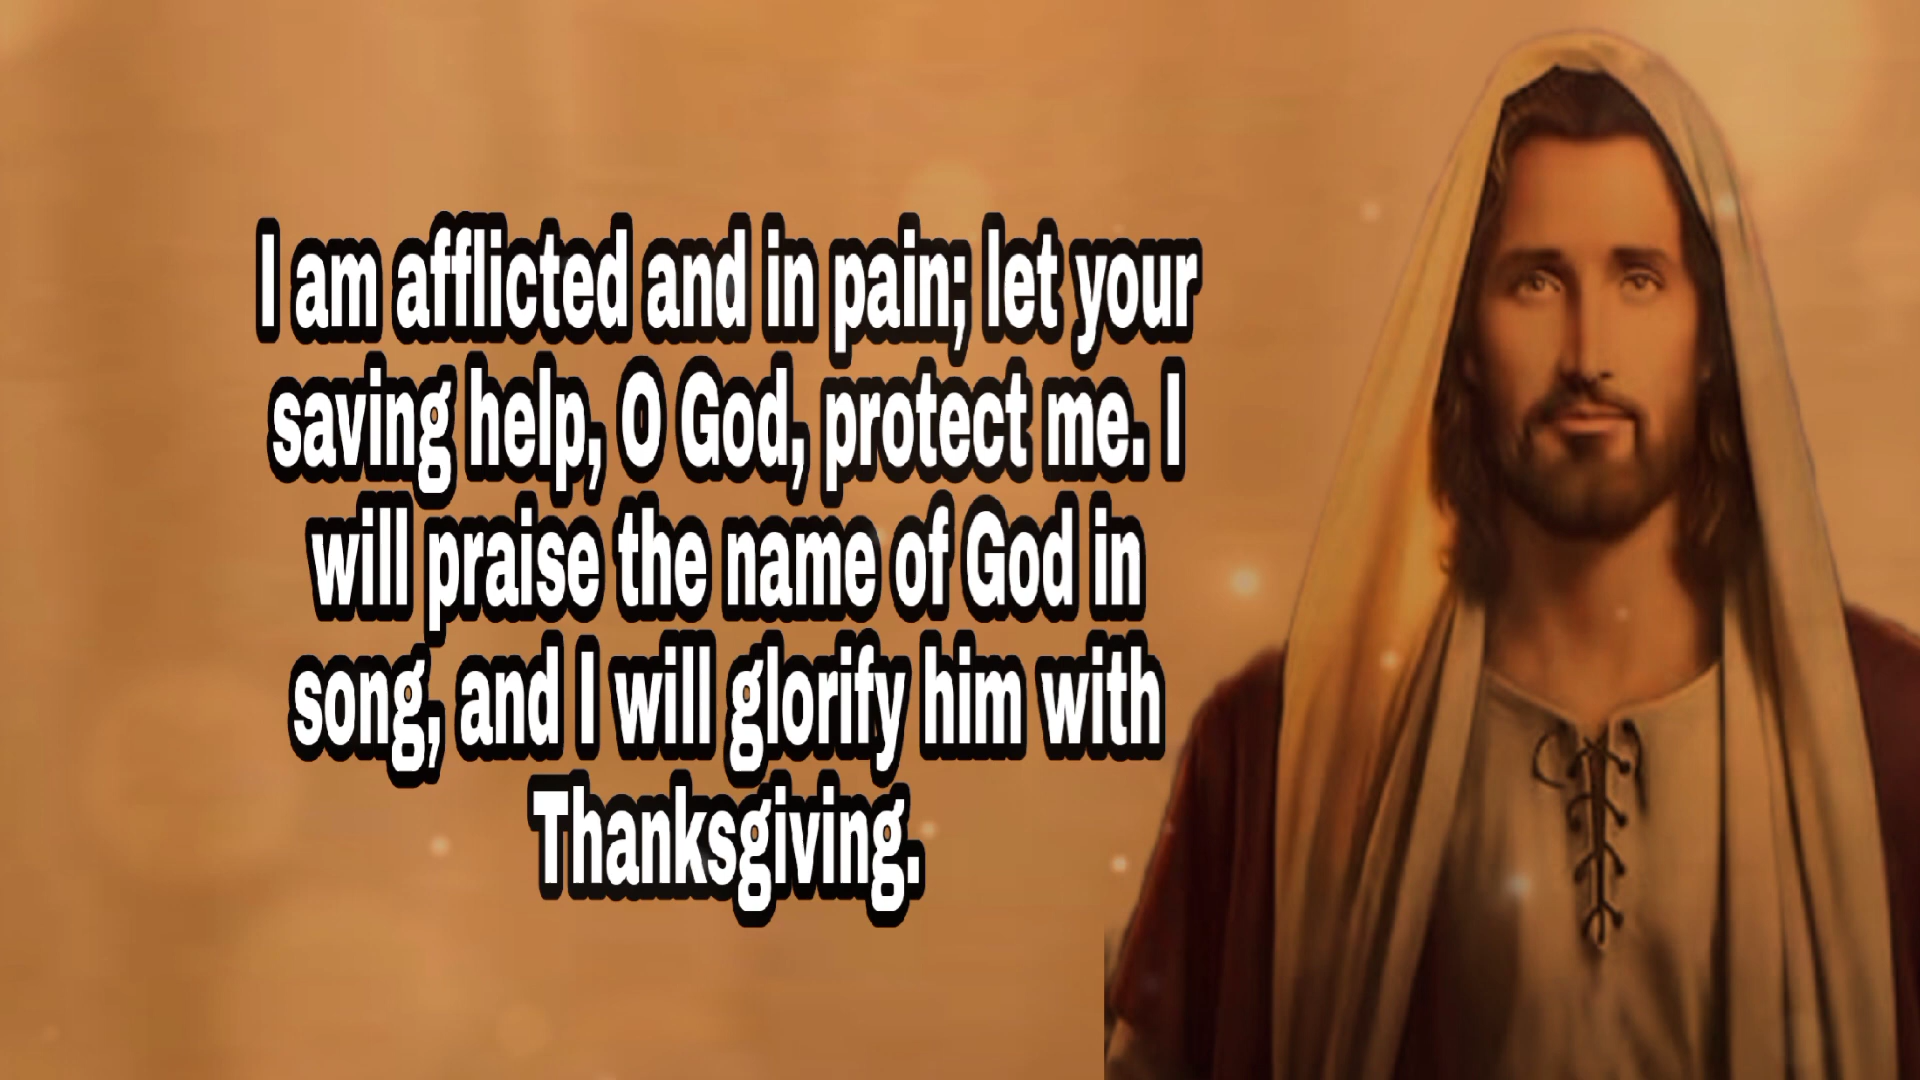 I am afflicted and in pain; let your
saving help, O God, protect me. I
will praise the name of God in
song, and I will glorify him with
Thanksgiving.